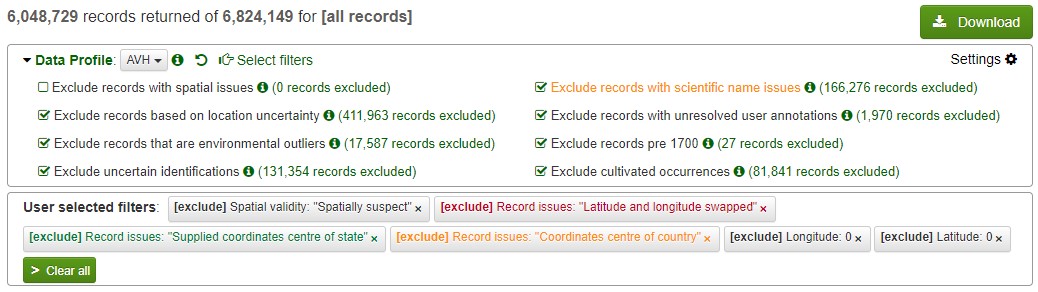 6,048,729 records returned of 6,824,149 for [all records]
Download
Data Profile: AVH Select filters
Settings
Exclude records with spatial issues (0 records excluded)
Exclude records with scientific name issues (166,276 records excluded)
Exclude records based on location uncertainty (411,963 records excluded)
Exclude records with unresolved user annotations (1,970 records excluded)
Exclude records that are environmental outliers (17,587 records excluded)
Exclude records pre 1700 (27 records excluded)
Exclude uncertain identifications (131,354 records excluded)
Exclude cultivated occurrences (81,841 records excluded)
User selected filters: [exclude] Spatial validity: "Spatially suspect" × [exclude] Record issues: "Latitude and longitude swapped" ×
[exclude] Record issues: "Supplied coordinates centre of state" × [exclude] Record issues: "Coordinates centre of country" × [exclude] Longitude: 0 × [exclude] Latitude: 0 ×
> Clear all